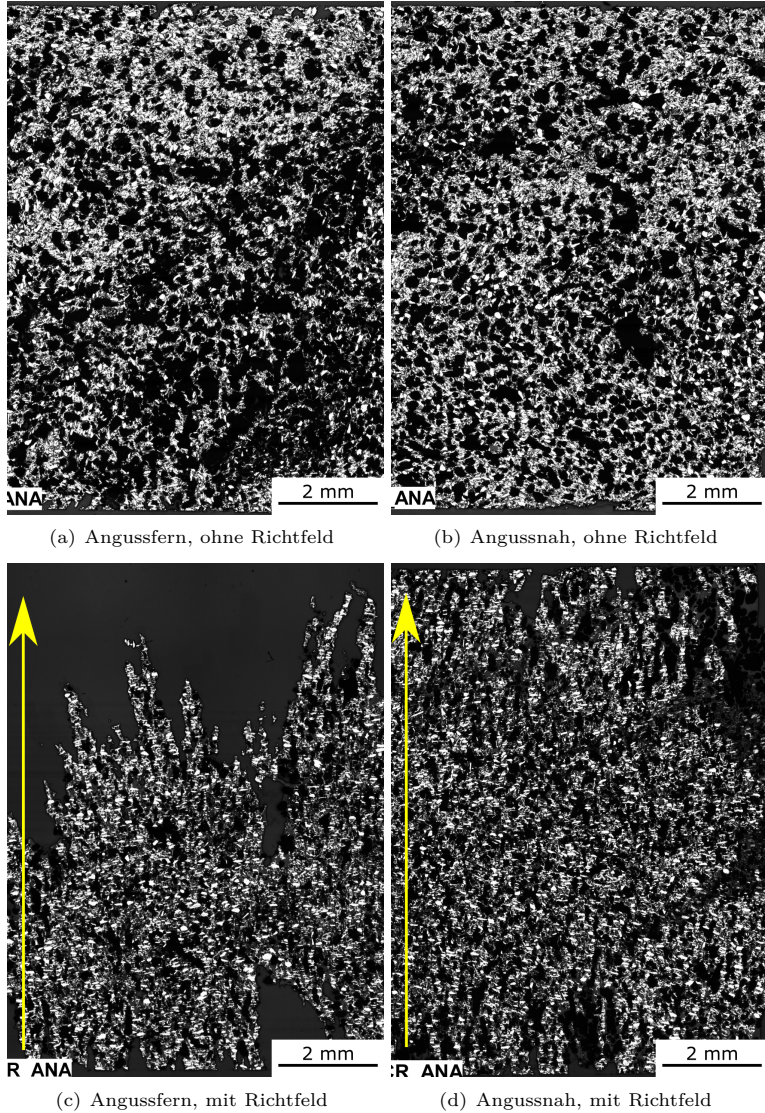 ANA
2 mm
ANA
2 mm
(a) Angussfern, ohne Richtfeld
(b) Angussnah, ohne Richtfeld
R ANA
2 mm
CR ANA
2 mm
(c) Angussfern, mit Richtfeld
(d) Angussnah, mit Richtfeld